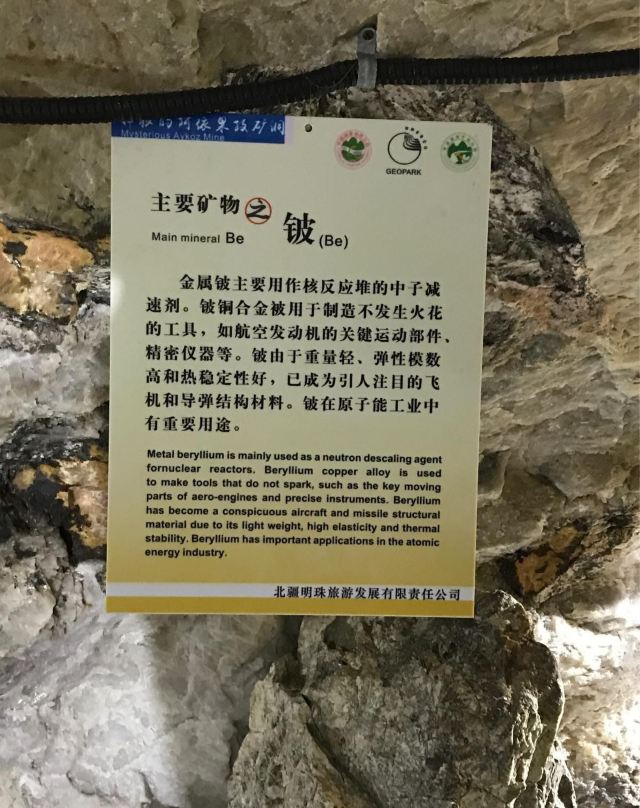 神秘的阿依果孜矿洞
Mysterious Aykoz Mine
GEOPARK
主要矿物之 铍(Be)
Main mineral Be
金属铍主要用作核反应堆的中子减
速剂。铍铜合金被用于制造不发生火花
的工具，如航空发动机的关键运动部件、
精密仪器等。铍由于重量轻、弹性模数
高和热稳定性好，已成为引人注目的飞
机和导弹结构材料。铍在原子能工业中
有重要用途。
Metal beryllium is mainly used as a neutron descaling agent
fornuclear reactors. Beryllium copper alloy is used
to make tools that do not spark, such as the key moving
parts of aero-engines and precise instruments. Beryllium
has become a conspicuous aircraft and missile structural
material due to its light weight, high elasticity and thermal
stability. Beryllium has important applications in the atomic
energy industry.
北疆明珠旅游发展有限责任公司